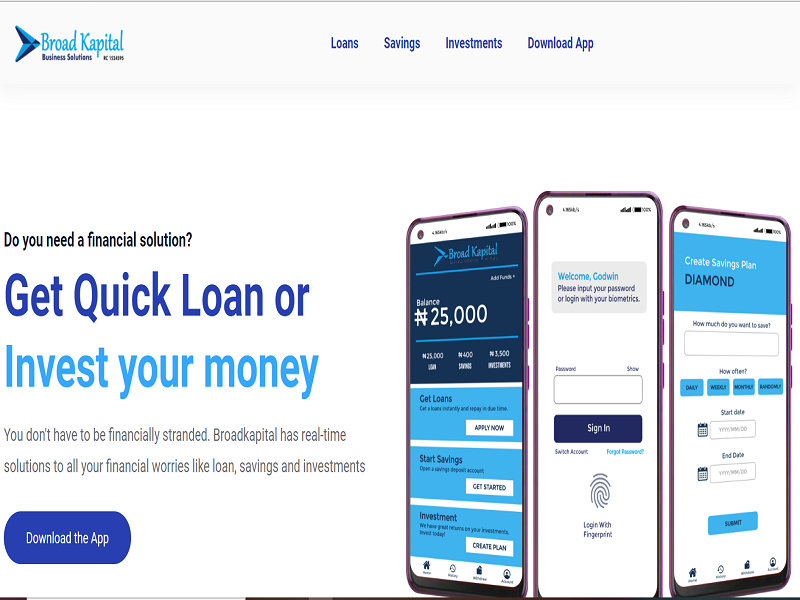 Broad Kapital
Business Solutions
RC 1524595
Loans
Savings
Investments
Download App
Do you need a financial solution?
Get Quick Loan or
Invest your money
You don't have to be financially stranded. Broadkapital has real-time
solutions to all your financial worries like loan, savings and investments
Download the App
Broad Kapital
Add Funds +
Balance
₦25,000
₦25,000
LOAN
₦400
SAVINGS
₦3,500
INVESTMENTS
Get Loans
Get a loans instantly and repay in due time.
APPLY NOW
Start Savings
Open a savings deposit account
GET STARTED
Investment
We have great returns on your investments.
Invest today!
CREATE PLAN
Home
History
Withdraw
Account
100%
Welcome, Godwin
Please input your password
or login with your biometrics.
Password
Show
Sign In
Switch Account
Forgot Password?
Login With
Fingerprint
100%
Create Savings Plan
DIAMOND
How much do you want to save?
How often?
DAILY
WEEKLY
MONTHLY
RANDOMLY
Start date
YYYY/MM/DD
End Date
YYYY/MM/DD
SUBMIT
Home
History
Withdraw
Account